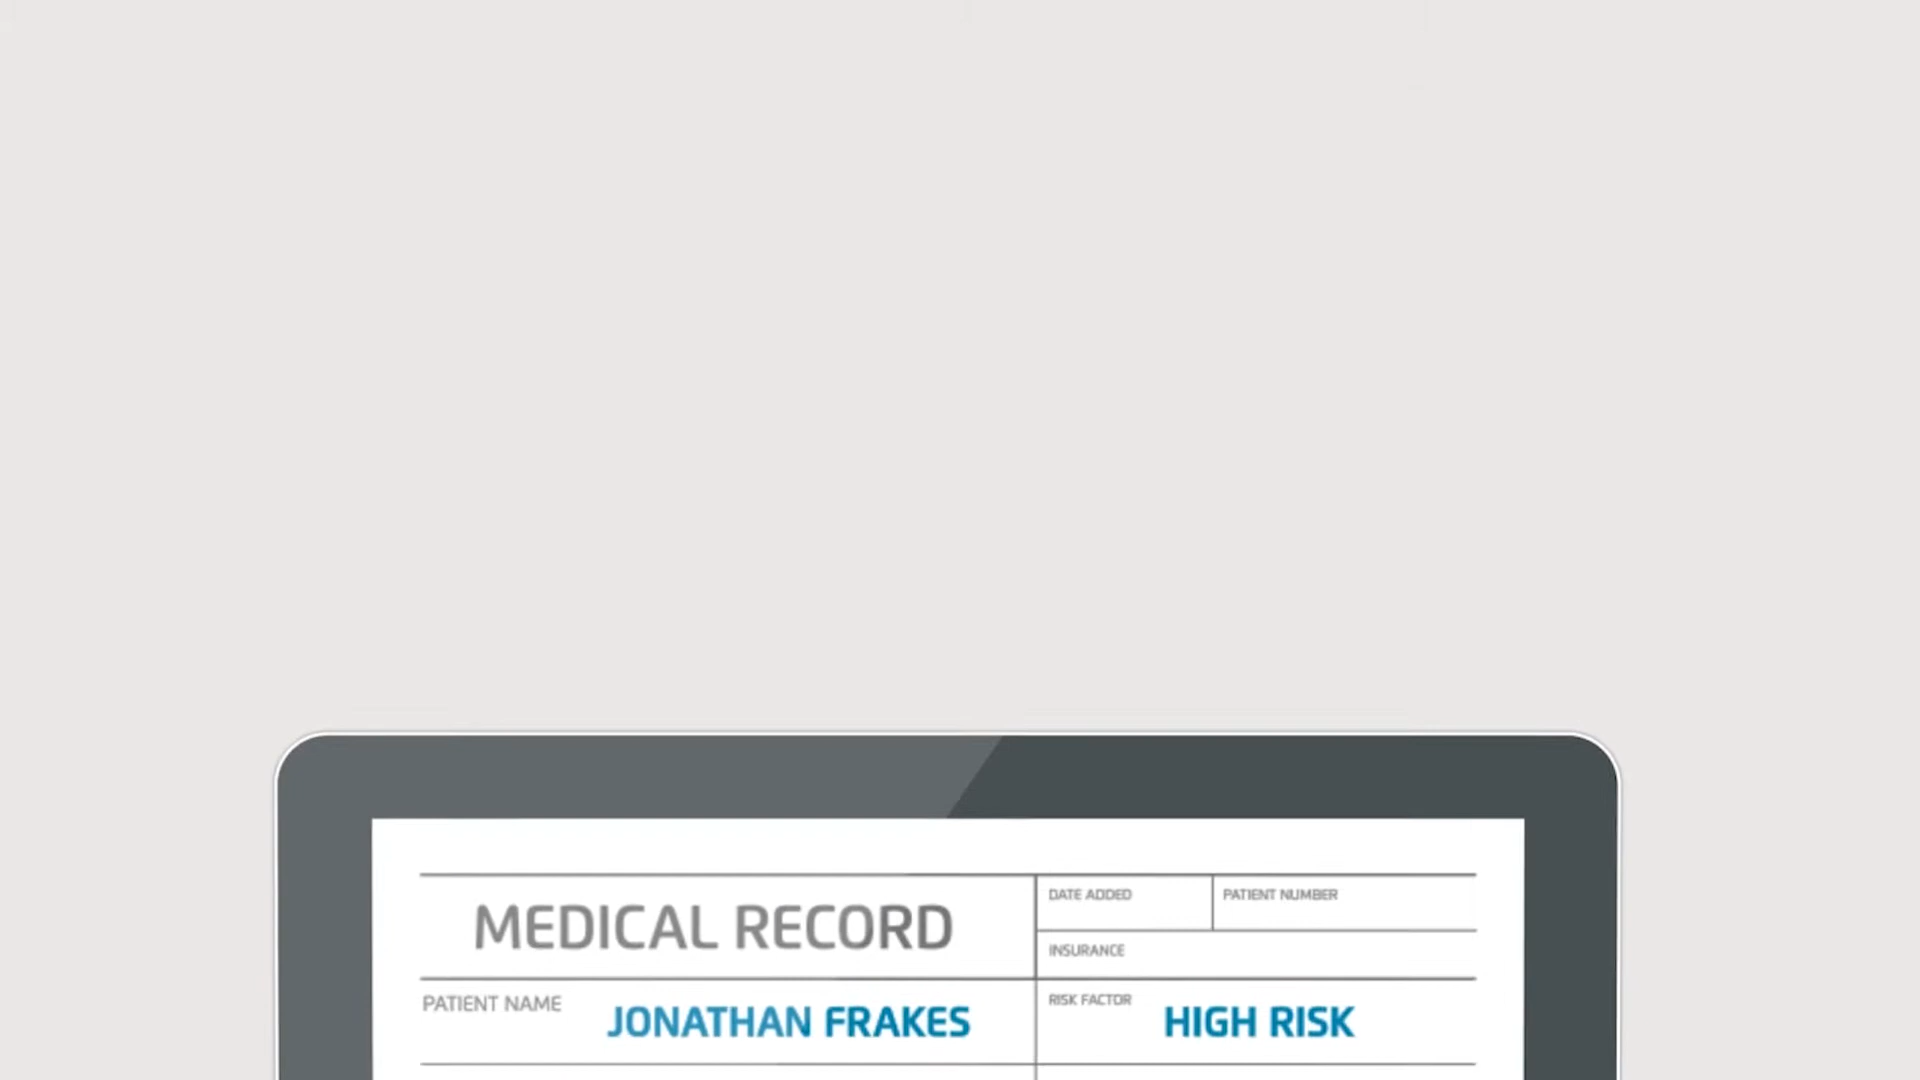 MEDICAL RECORD
DATE ADDED
PATIENT NUMBER
INSURANCE
PATIENT NAME
JONATHAN FRAKES
RISK FACTOR
HIGH RISK